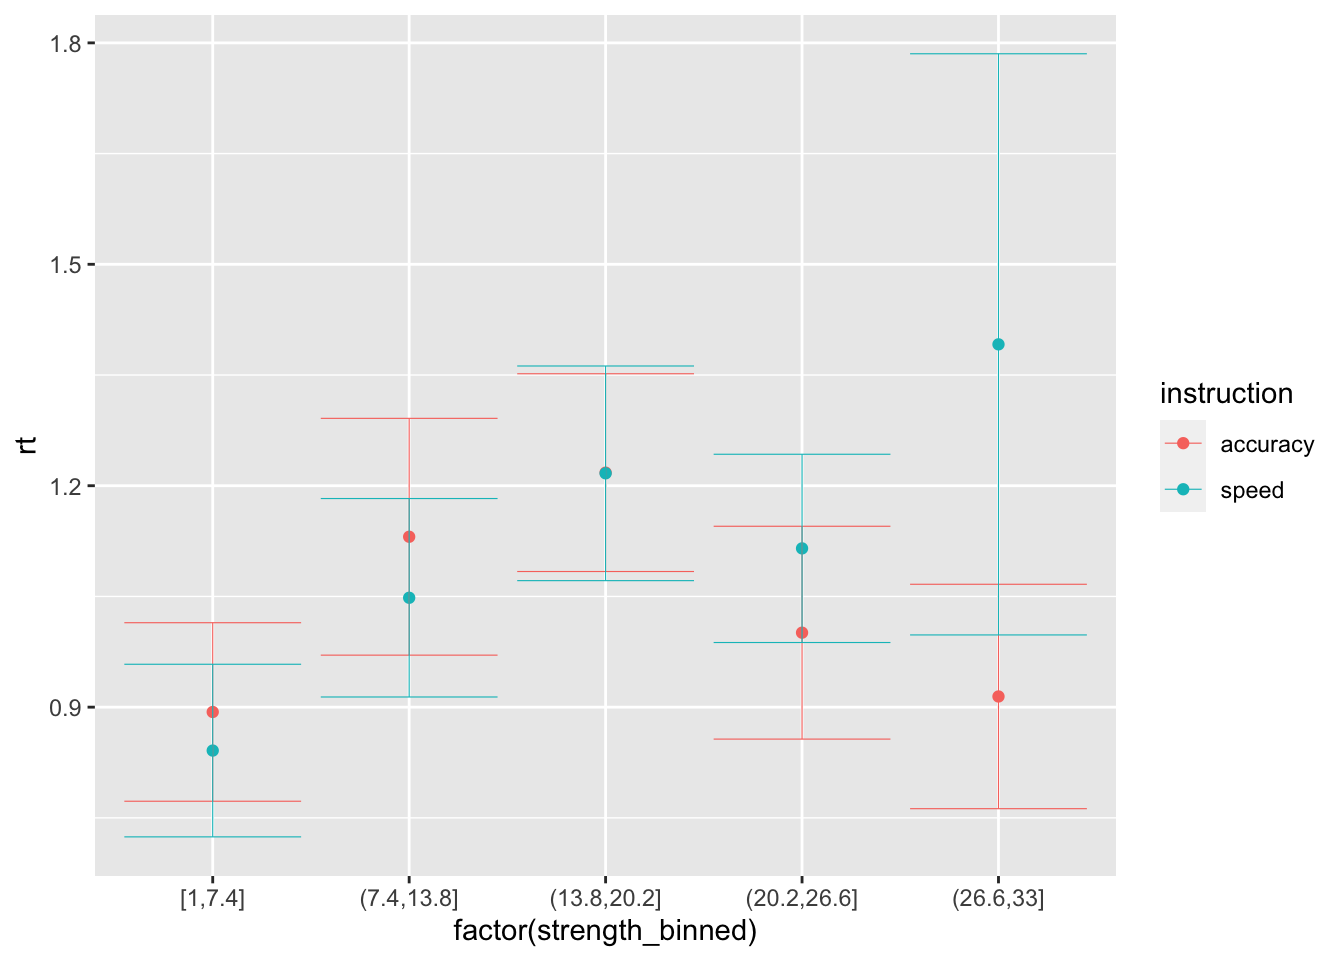 1.8
1.5
1.2
0.9
rt
[1,7.4] (7.4,13.8] (13.8,20.2] (20.2,26.6] (26.6,33]
factor(strength_binned)
instruction
accuracy
speed